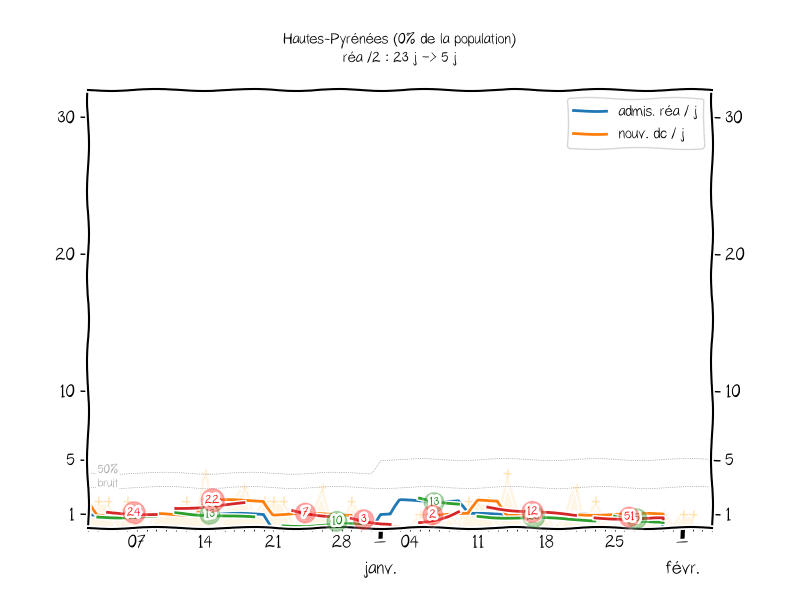 Hautes-Pyrénées (0% de la population)
réa /2 : 23 j -> 5 j
admis. réa / j
nouv. dc / j
30 30
20 20
10 10
5 5
1 1
50%
bruit
24 22 13 7 10 3 13 2 12 51
07 14 21 28 04 11 18 25
janv. févr.